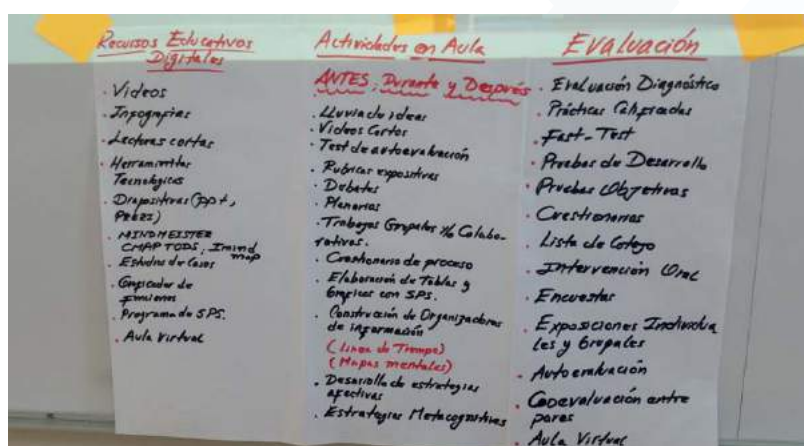 Recursos Educativos
Digitales
. Videos
. Infografias
. Lecturas cortas
. Herramientas
Tecnologicas
. Diapositivas (ppt,
Prezi)
. MINDMEISTER
CMAP TOOLS, Imind
map
. Estudios de Casos
. Graficador de
funciones
. Programa de SPS.
. Aula Virtual
Actividades en Aula
ANTES, Durante y Después
. Lluvia de ideas
. Videos Cortos
. Test de autoevaluación
. Rubricas expositivas
. Debates
. Plenarias
. Trabajos Grupales Colabo-
rativos.
. Cuestionario de proceso
. Elaboración de Tablas y
Graficos con SPS.
. Construcción de Organizadores
de información
(Linea de Tiempo)
(Mapas mentales)
. Desarrollo de estrategias
afectivas
. Estrategias Metacognitivas
Evaluación
. Evaluación Diagnóstica
. Prácticas Calificadas
. Fast-Test
. Pruebas de Desarrollo
. Pruebas Objetivas
. Cuestionarios
. Lista de Cotejo
. Intervención Oral
. Encuestas
. Exposiciones Individua
les y Grupales
. Autoevaluación
. Coevaluación entre
pares
. Aula Virtual